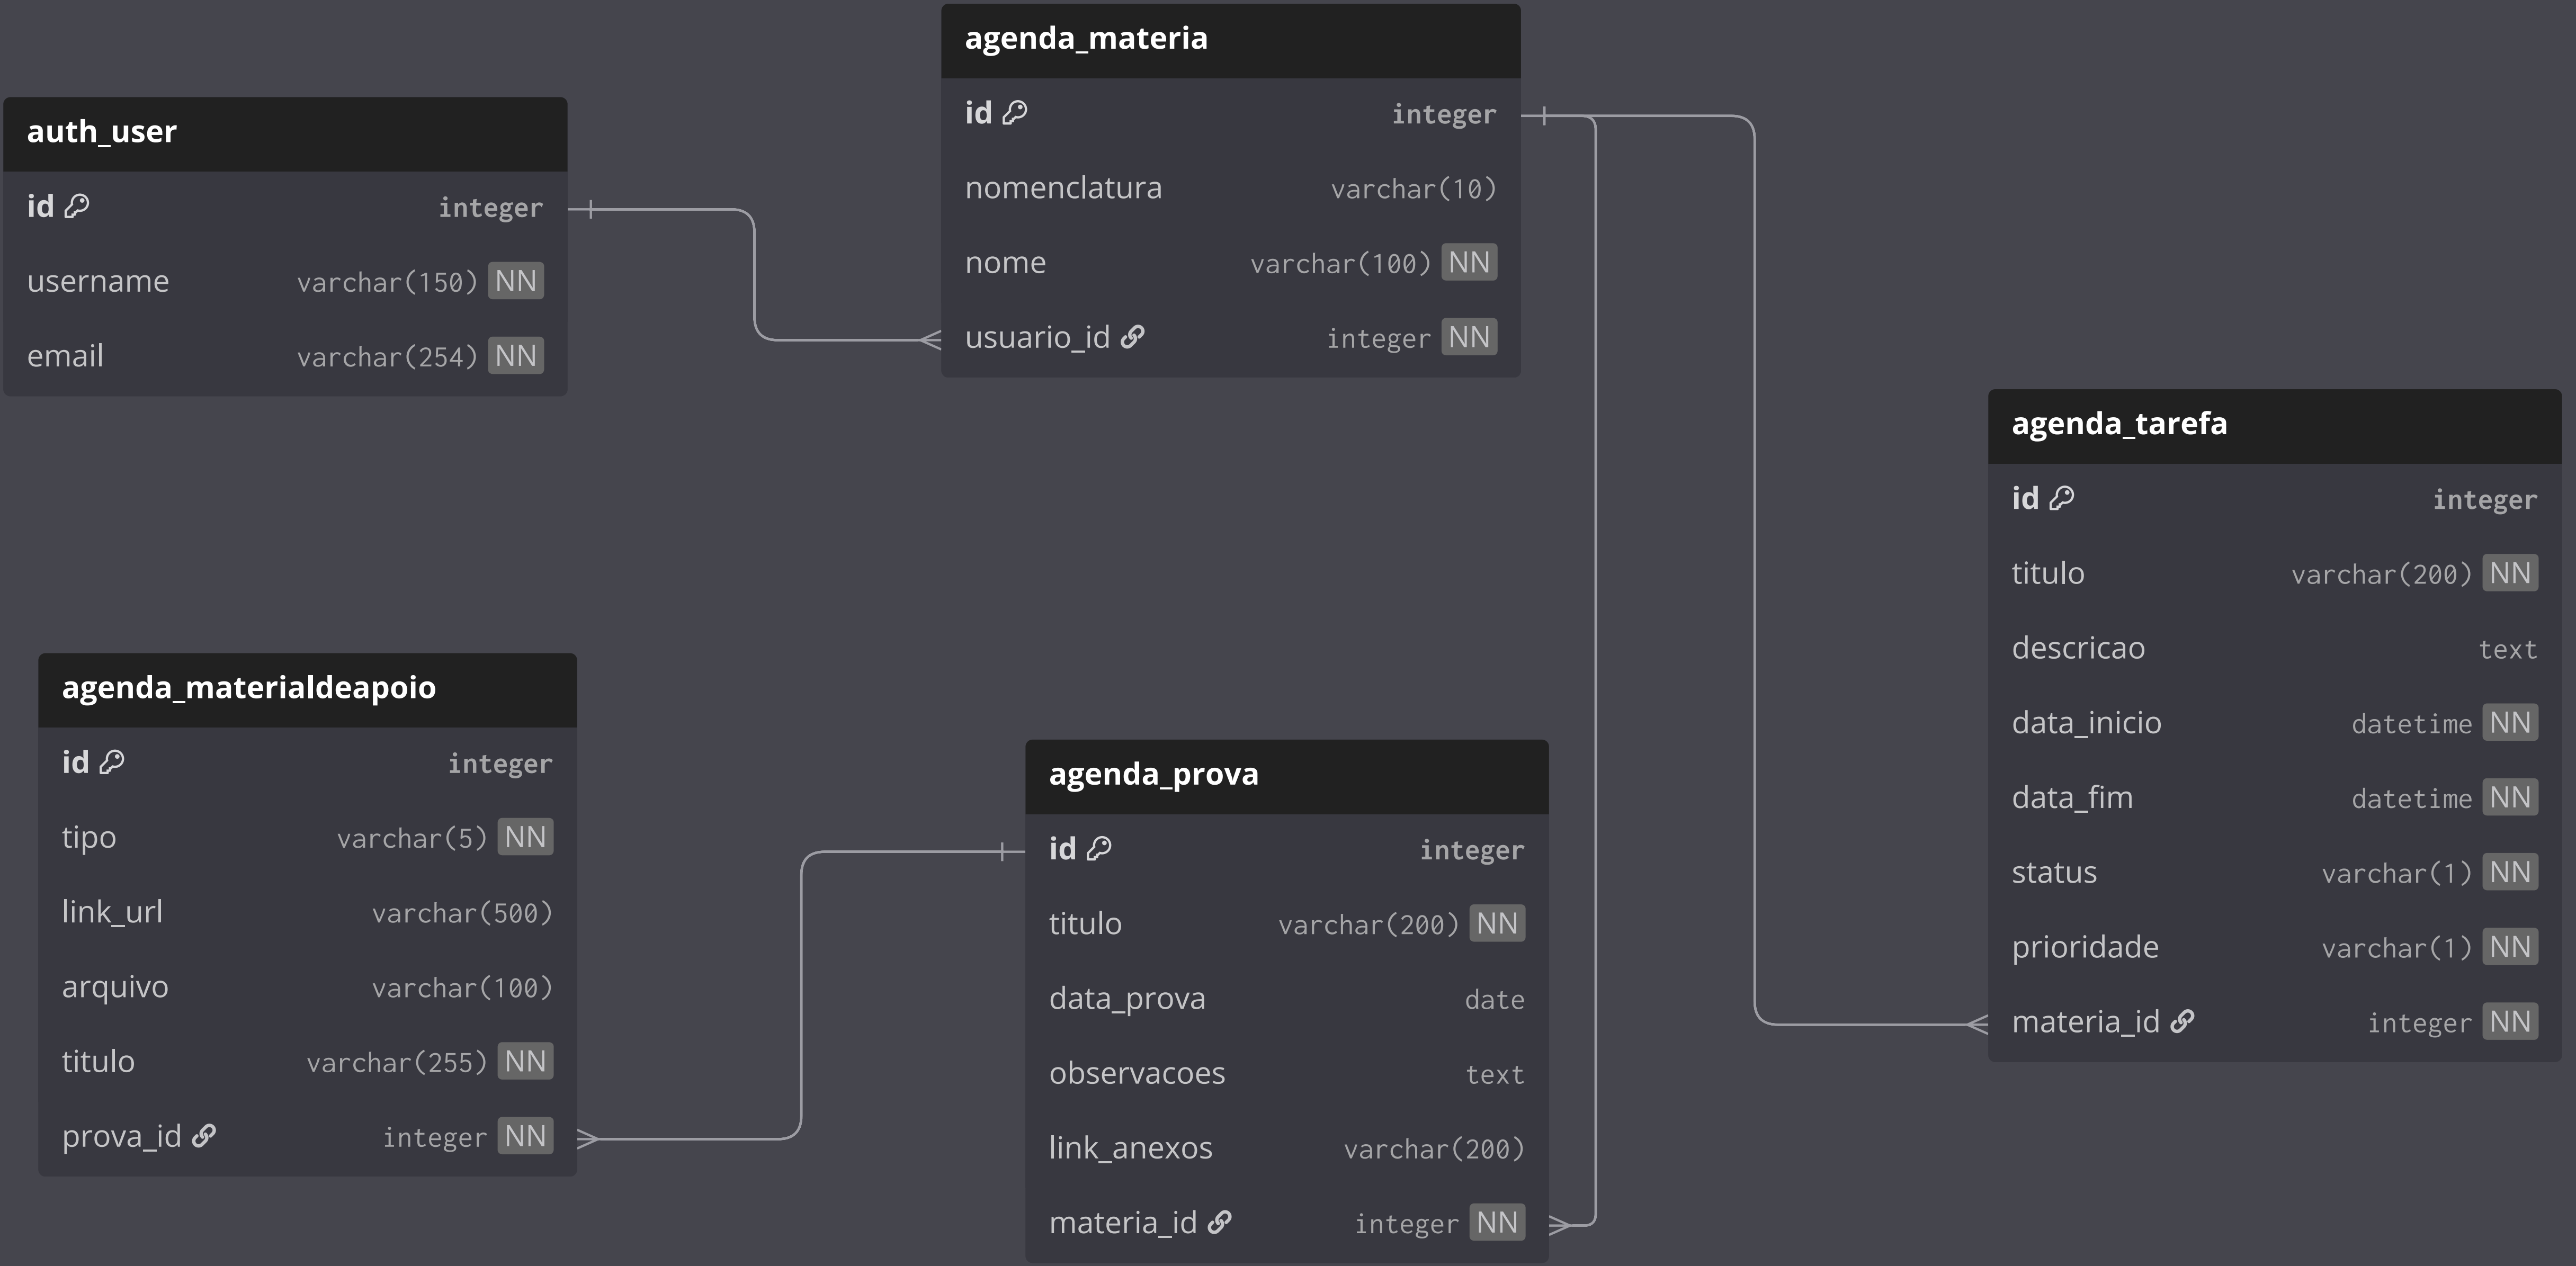 auth_user
id integer
username varchar(150) NN
email varchar(254) NN
agenda_materia
id integer
nomenclatura varchar(10)
nome varchar(100) NN
usuario_id integer NN
agenda_tarefa
id integer
titulo varchar(200) NN
descricao text
data_inicio datetime NN
data_fim datetime NN
status varchar(1) NN
prioridade varchar(1) NN
materia_id integer NN
agenda_materialdeapoio
id integer
tipo varchar(5) NN
link_url varchar(500)
arquivo varchar(100)
titulo varchar(255) NN
prova_id integer NN
agenda_prova
id integer
titulo varchar(200) NN
data_prova date
observacoes text
link_anexos varchar(200)
materia_id integer NN